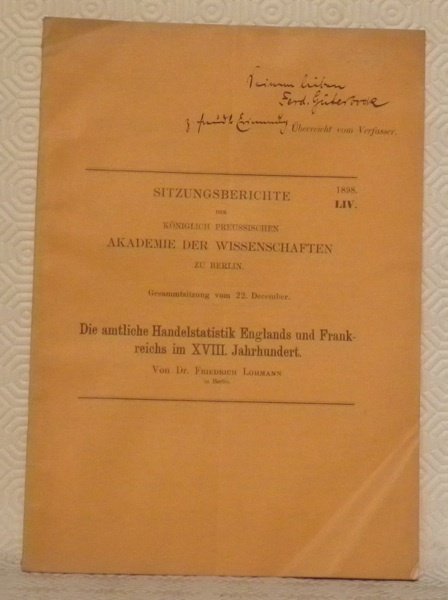 Seinem lieben
Ferd. Güterbock
z. freundl. Erinnerung
Überreicht vom Verfasser.
1898.
LIV.
SITZUNGSBERICHTE
DER
KÖNIGLICH PREUSSISCHEN
AKADEMIE DER WISSENSCHAFTEN
ZU BERLIN.
Gesammtsitzung vom 22. December.
Die amtliche Handelstatistik Englands und Frank-
reichs im XVIII. Jahrhundert.
Von Dr. FRIEDRICH LOHMANN
in Berlin.